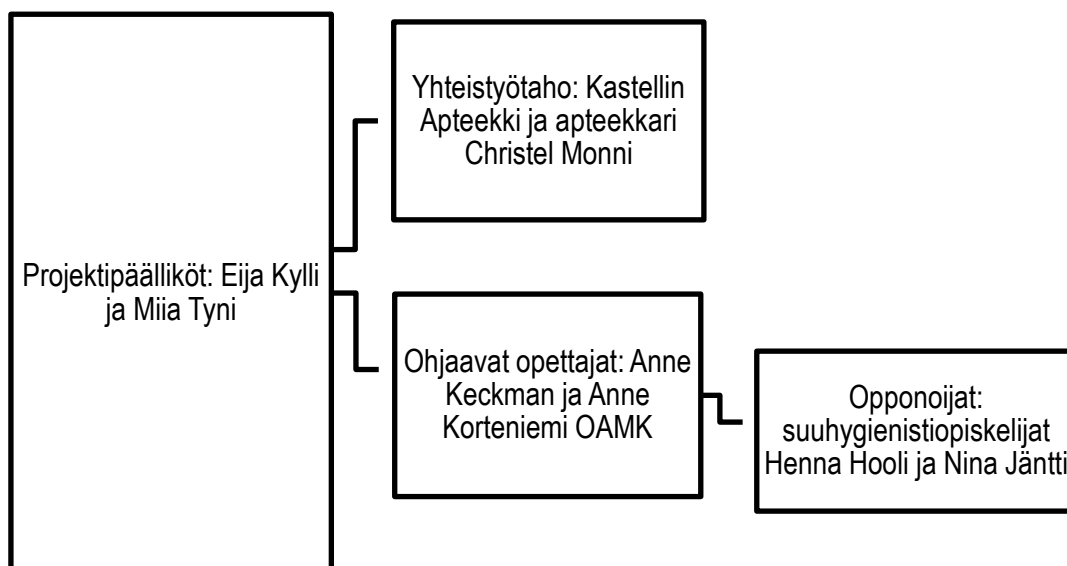 Projektipäälliköt: Eija Kylli
ja Miia Tyni
Yhteistyötaho: Kastellin
Apteekki ja apteekkari
Christel Monni
Ohjaavat opettajat: Anne
Keckman ja Anne
Korteniemi OAMK
Opponoijat:
suuhygienistiopiskelijat
Henna Hooli ja Nina Jäntti